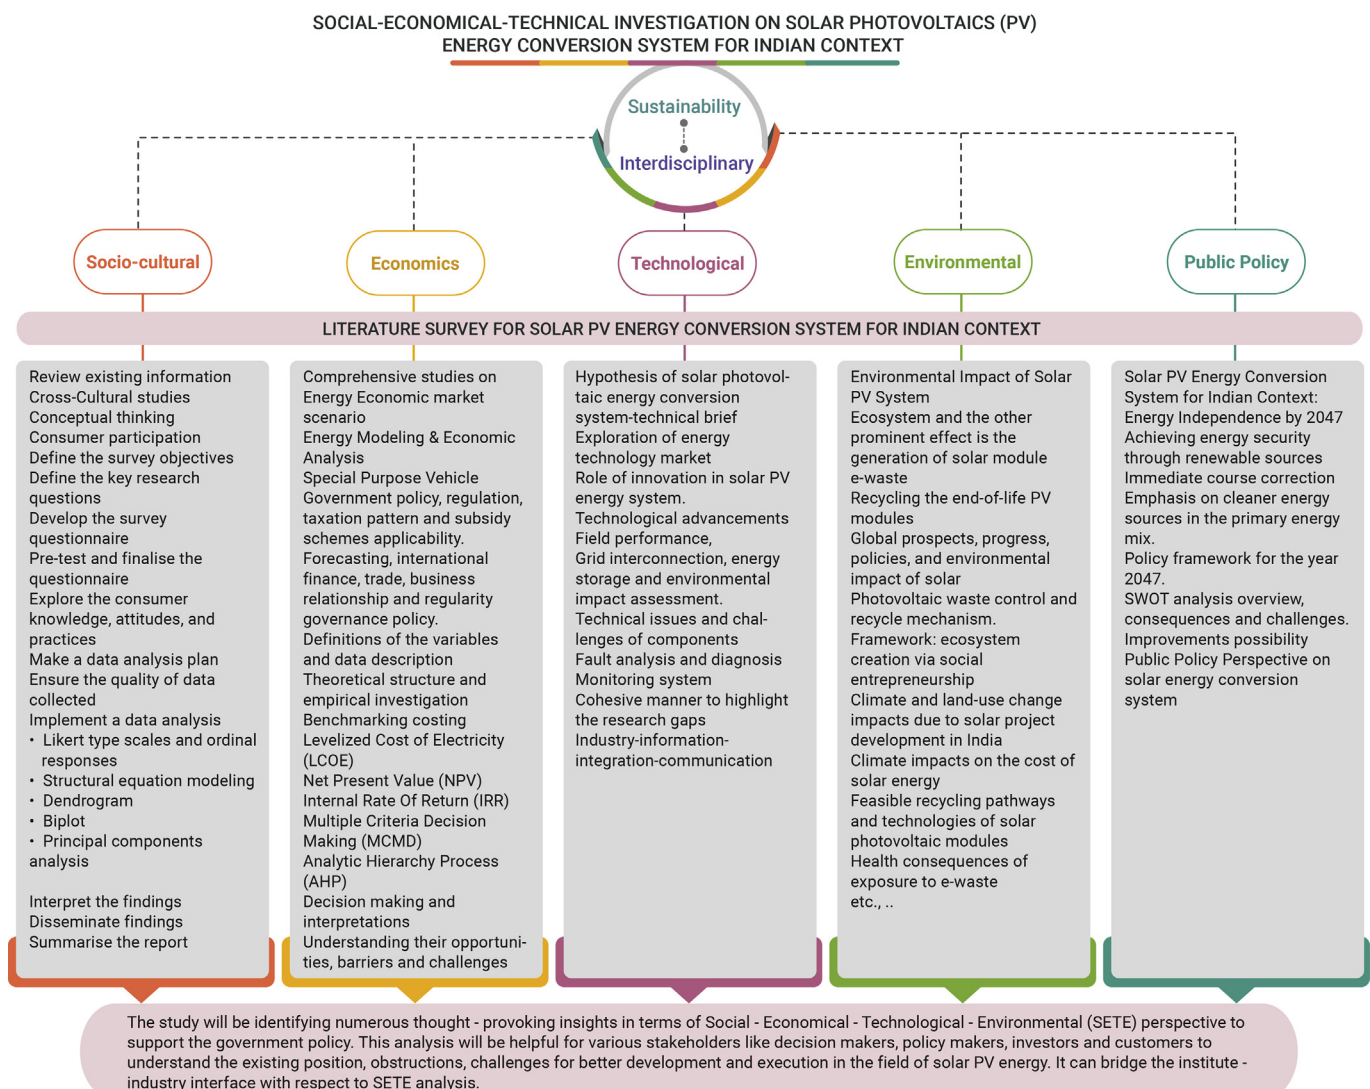 SOCIAL-ECONOMICAL-TECHNICAL INVESTIGATION ON SOLAR PHOTOVOLTAICS (PV)
ENERGY CONVERSION SYSTEM FOR INDIAN CONTEXT
Sustainability
Interdisciplinary
Socio-cultural
Economics
Technological
Environmental
Public Policy
LITERATURE SURVEY FOR SOLAR PV ENERGY CONVERSION SYSTEM FOR INDIAN CONTEXT
Review existing information
Cross-Cultural studies
Conceptual thinking
Consumer participation
Define the survey objectives
Define the key research
questions
Develop the survey
questionnaire
Pre-test and finalise the
questionnaire
Explore the consumer
knowledge, attitudes, and
practices
Make a data analysis plan
Ensure the quality of data
collected
Implement a data analysis
• Likert type scales and ordinal
responses
• Structural equation modeling
• Dendrogram
• Biplot
• Principal components
analysis
Interpret the findings
Disseminate findings
Summarise the report
Comprehensive studies on
Energy Economic market
scenario
Energy Modeling & Economic
Analysis
Special Purpose Vehicle
Government policy, regulation,
taxation pattern and subsidy
schemes applicability.
Forecasting, international
finance, trade, business
relationship and regularity
governance policy.
Definitions of the variables
and data description
Theoretical structure and
empirical investigation
Benchmarking costing
Levelized Cost of Electricity
(LCOE)
Net Present Value (NPV)
Internal Rate Of Return (IRR)
Multiple Criteria Decision
Making (MCMD)
Analytic Hierarchy Process
(AHP)
Decision making and
interpretations
Understanding their opportuni-
ties, barriers and challenges
Hypothesis of solar photovol-
taic energy conversion
system-technical brief
Exploration of energy
technology market
Role of innovation in solar PV
energy system.
Technological advancements
Field performance,
Grid interconnection, energy
storage and environmental
impact assessment.
Technical issues and chal-
lenges of components
Fault analysis and diagnosis
Monitoring system
Cohesive manner to highlight
the research gaps
Industry-information-
integration-communication
Environmental Impact of Solar
PV System
Ecosystem and the other
prominent effect is the
generation of solar module
e-waste
Recycling the end-of-life PV
modules
Global prospects, progress,
policies, and environmental
impact of solar
Photovoltaic waste control and
recycle mechanism.
Framework: ecosystem
creation via social
entrepreneurship
Climate and land-use change
impacts due to solar project
development in India
Climate impacts on the cost of
solar energy
Feasible recycling pathways
and technologies of solar
photovoltaic modules
Health consequences of
exposure to e-waste
etc., ..
Solar PV Energy Conversion
System for Indian Context:
Energy Independence by 2047
Achieving energy security
through renewable sources
Immediate course correction
Emphasis on cleaner energy
sources in the primary energy
mix.
Policy framework for the year
2047.
SWOT analysis overview,
consequences and challenges.
Improvements possibility
Public Policy Perspective on
solar energy conversion
system
The study will be identifying numerous thought - provoking insights in terms of Social - Economical - Technological - Environmental (SETE) perspective to
support the government policy. This analysis will be helpful for various stakeholders like decision makers, policy makers, investors and customers to
understand the existing position, obstructions, challenges for better development and execution in the field of solar PV energy. It can bridge the institute -
industry interface with respect to SETE analysis.